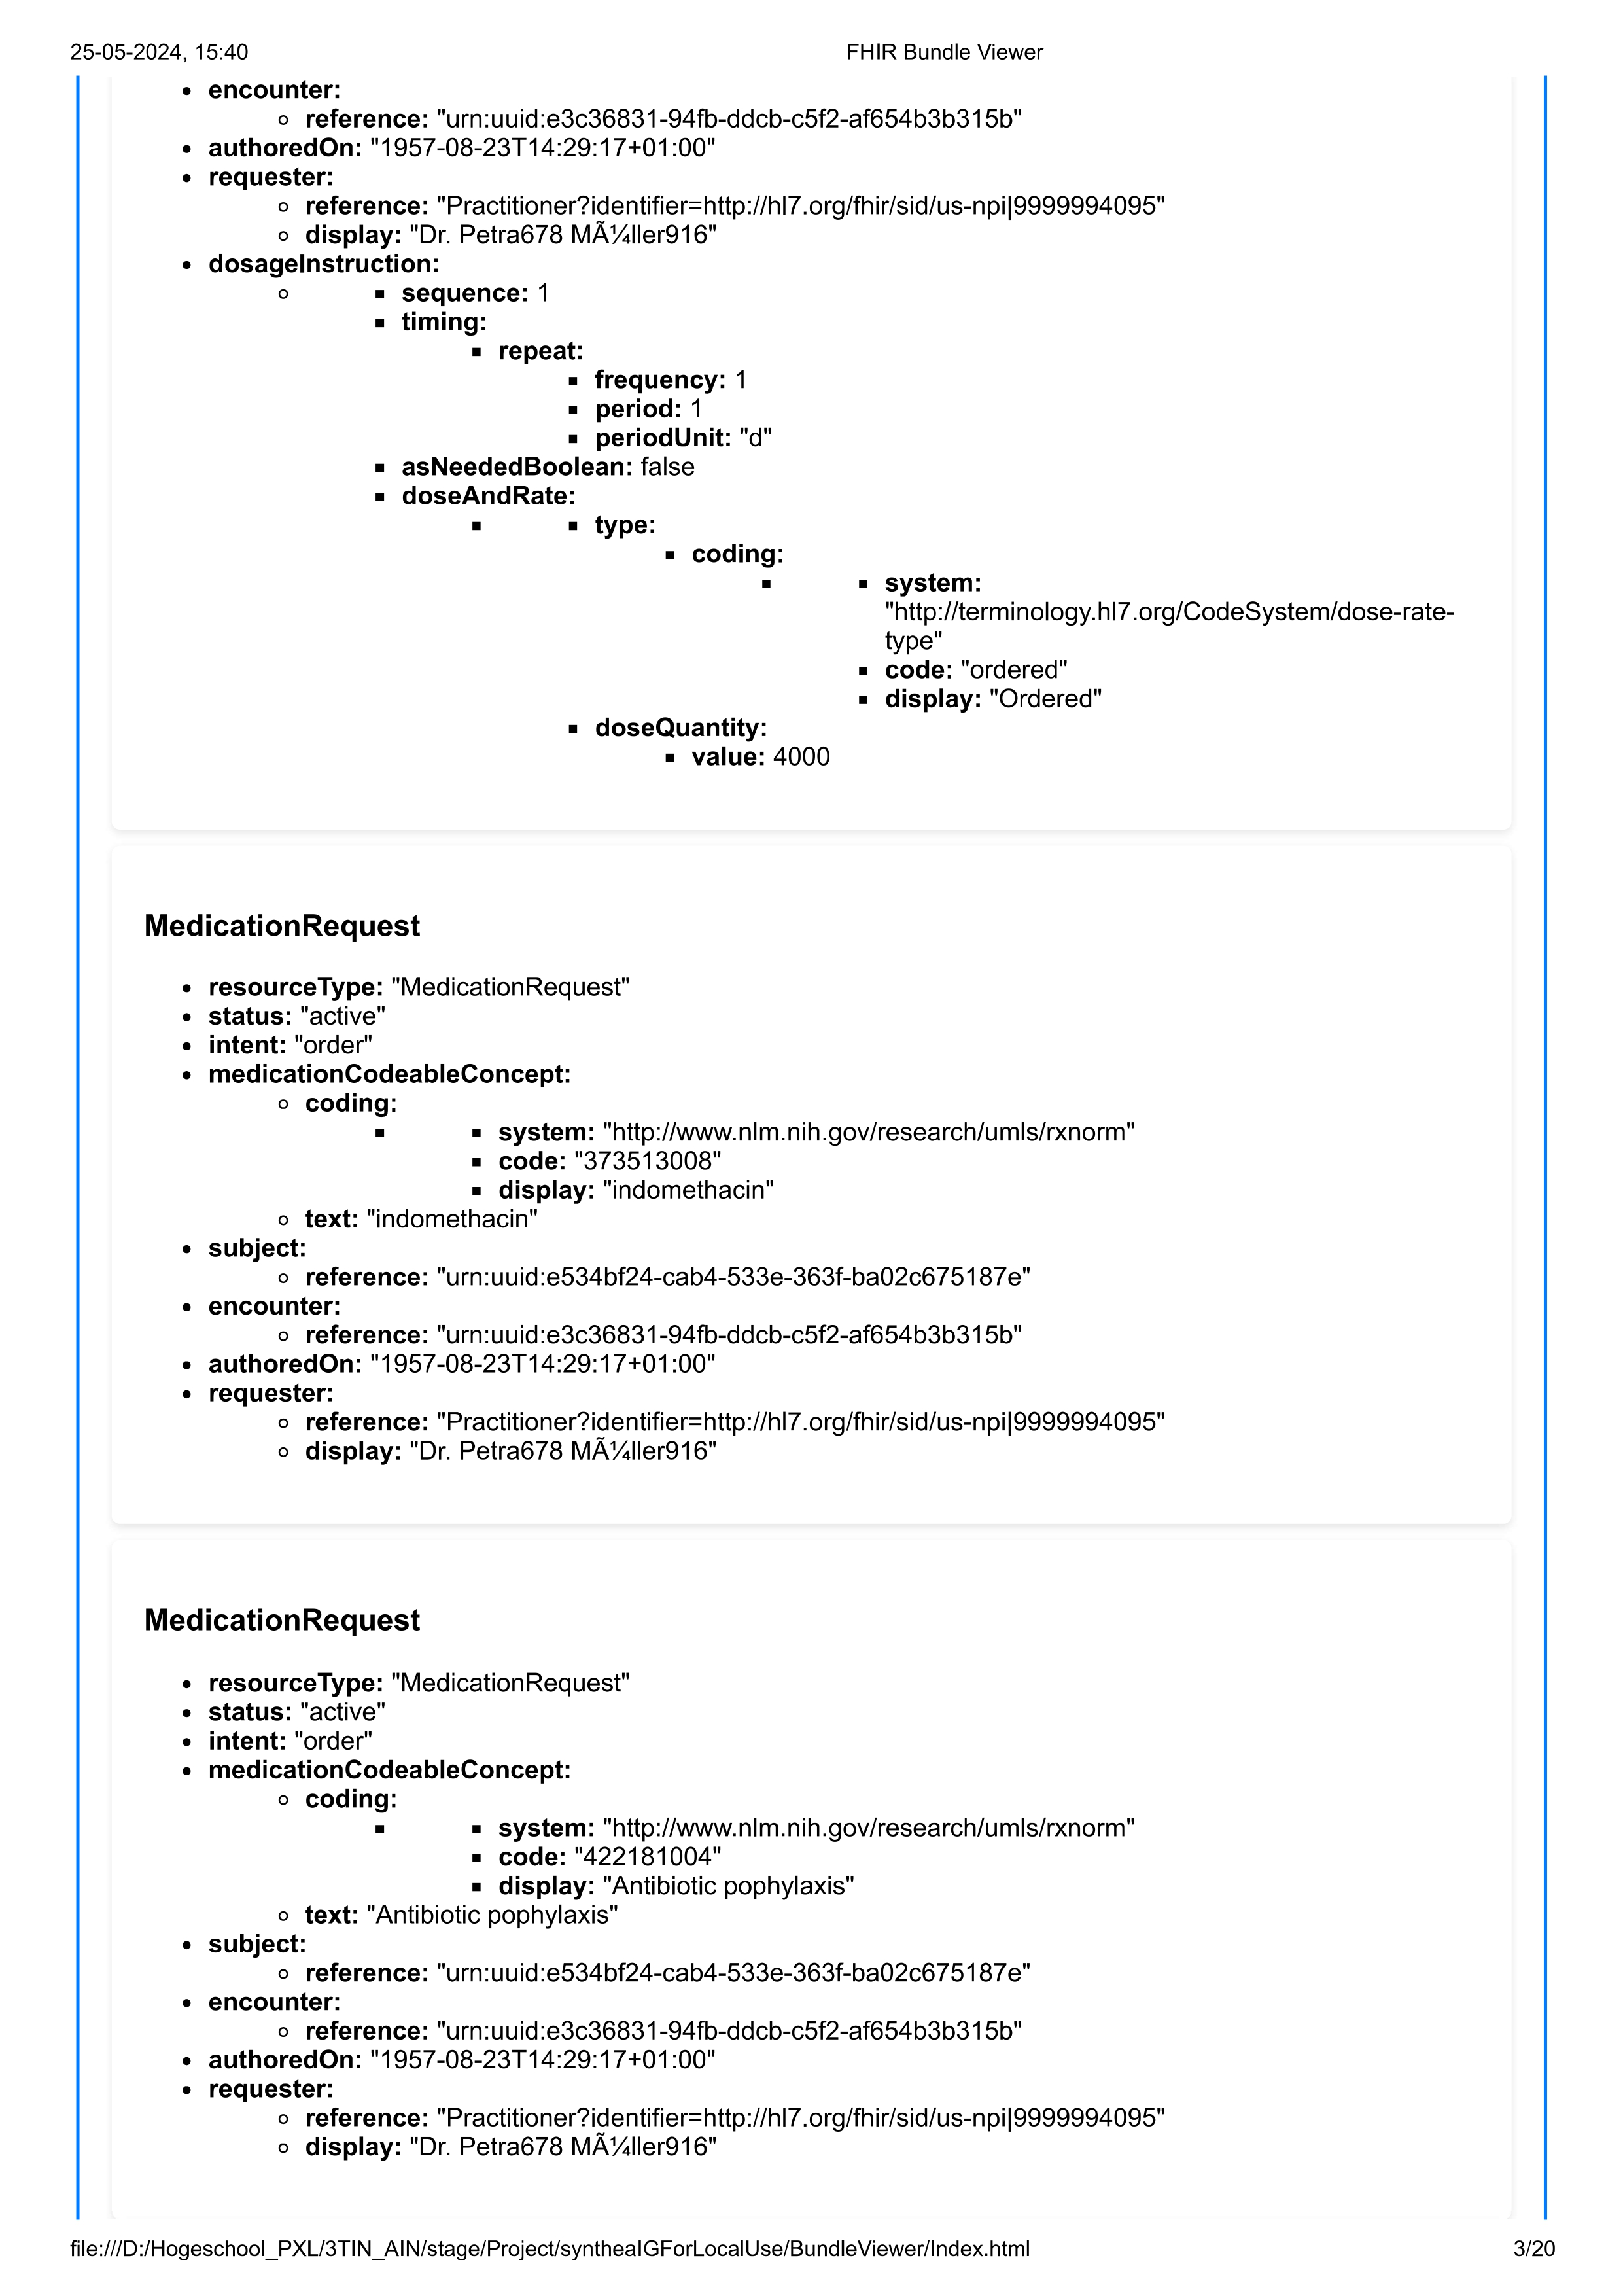 25-05-2024, 15:40 FHIR Bundle Viewer
encounter:
reference: "urn:uuid:e3c36831-94fb-ddcb-c5f2-af654b3b315b"
authoredOn: "1957-08-23T14:29:17+01:00"
requester:
reference: "Practitioner?identifier=http://hl7.org/fhir/sid/us-npi|9999994095"
display: "Dr. Petra678 MÃ¼ller916"
dosageInstruction:
sequence: 1
timing:
repeat:
frequency: 1
period: 1
periodUnit: "d"
asNeededBoolean: false
doseAndRate:
type:
coding:
system:
"http://terminology.hl7.org/CodeSystem/dose-rate-
type"
code: "ordered"
display: "Ordered"
doseQuantity:
value: 4000
MedicationRequest
resourceType: "MedicationRequest"
status: "active"
intent: "order"
medicationCodeableConcept:
coding:
system: "http://www.nlm.nih.gov/research/umls/rxnorm"
code: "373513008"
display: "indomethacin"
text: "indomethacin"
subject:
reference: "urn:uuid:e534bf24-cab4-533e-363f-ba02c675187e"
encounter:
reference: "urn:uuid:e3c36831-94fb-ddcb-c5f2-af654b3b315b"
authoredOn: "1957-08-23T14:29:17+01:00"
requester:
reference: "Practitioner?identifier=http://hl7.org/fhir/sid/us-npi|9999994095"
display: "Dr. Petra678 MÃ¼ller916"
MedicationRequest
resourceType: "MedicationRequest"
status: "active"
intent: "order"
medicationCodeableConcept:
coding:
system: "http://www.nlm.nih.gov/research/umls/rxnorm"
code: "422181004"
display: "Antibiotic pophylaxis"
text: "Antibiotic pophylaxis"
subject:
reference: "urn:uuid:e534bf24-cab4-533e-363f-ba02c675187e"
encounter:
reference: "urn:uuid:e3c36831-94fb-ddcb-c5f2-af654b3b315b"
authoredOn: "1957-08-23T14:29:17+01:00"
requester:
reference: "Practitioner?identifier=http://hl7.org/fhir/sid/us-npi|9999994095"
display: "Dr. Petra678 MÃ¼ller916"
file:///D:/Hogeschool_PXL/3TIN_AIN/stage/Project/syntheaIGForLocalUse/BundleViewer/Index.html 3/20